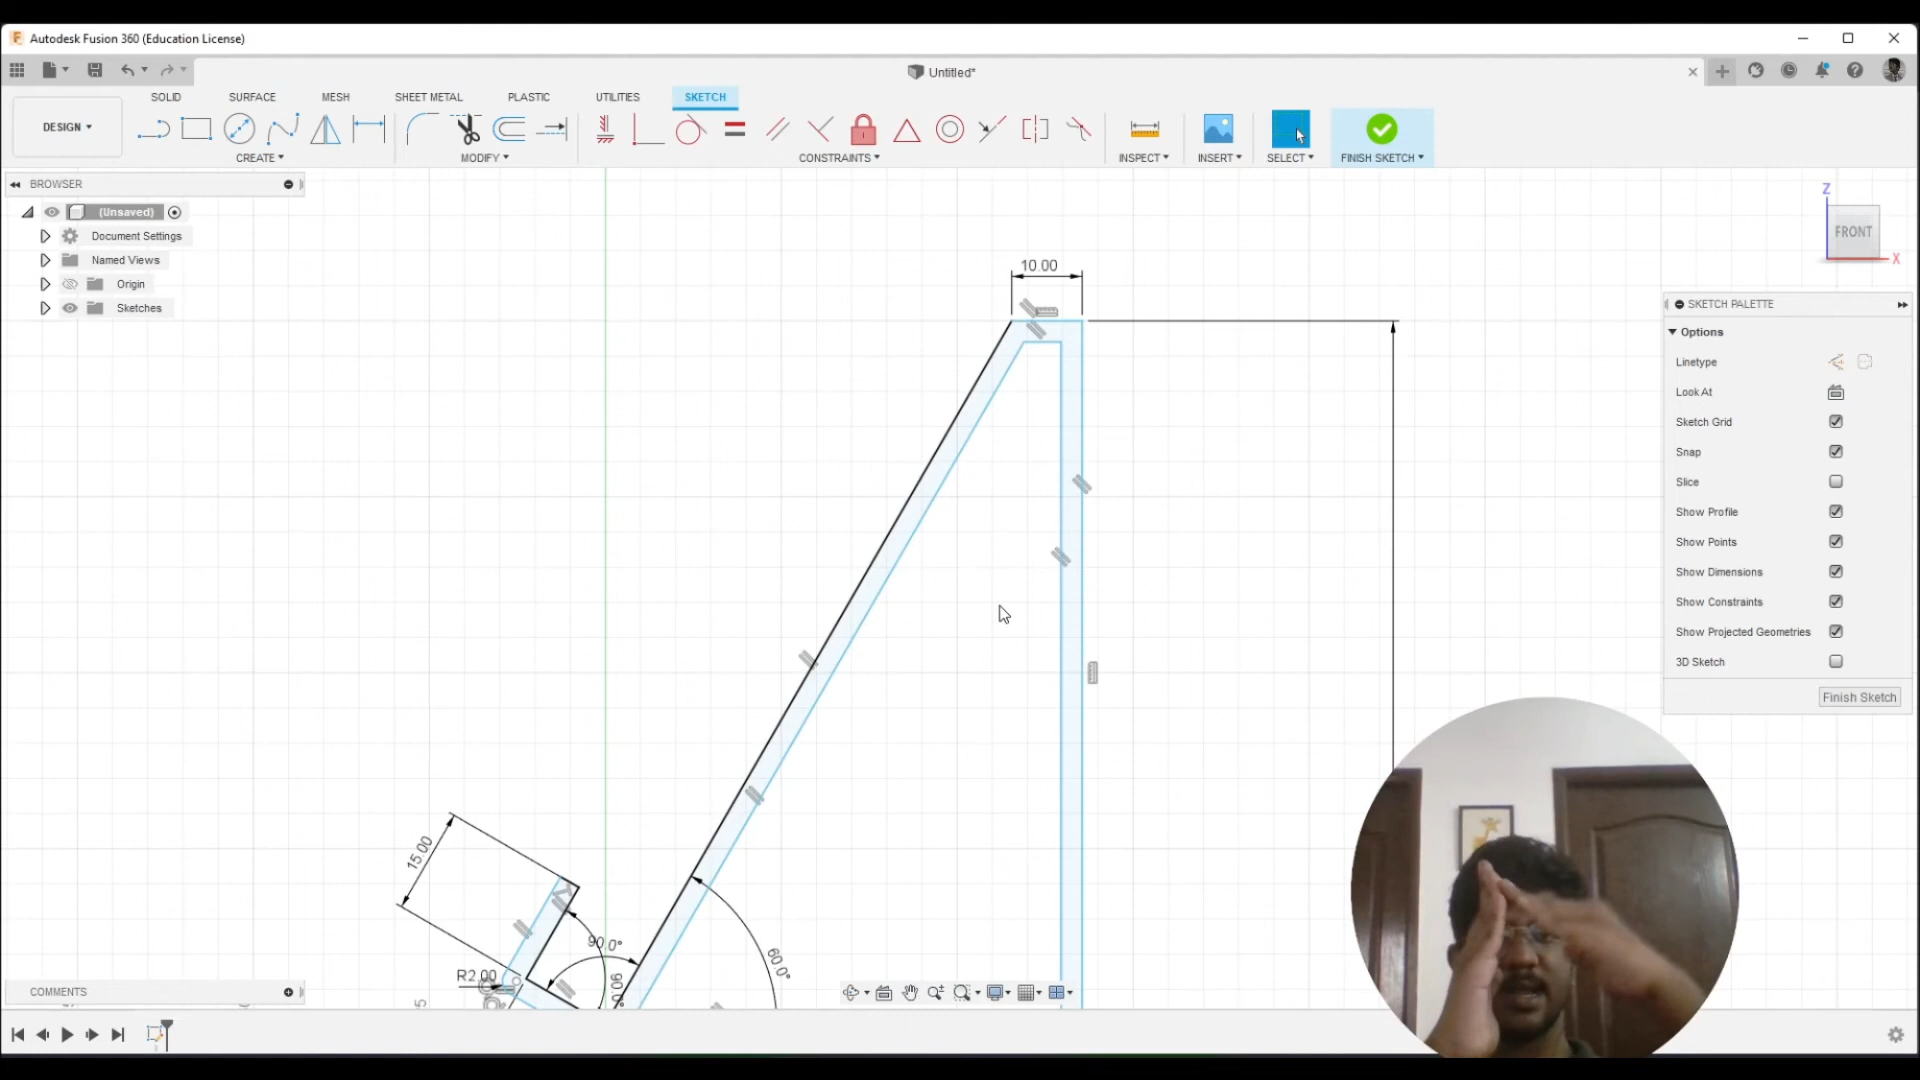 Autodesk Fusion 360 (Education License)
Untitled*
SOLID SURFACE MESH SHEET METAL PLASTIC UTILITIES SKETCH
DESIGN
CREATE MODIFY CONSTRAINTS INSPECT INSERT SELECT FINISH SKETCH
BROWSER
(Unsaved)
Document Settings
Named Views
Origin
Sketches
Z
FRONT
X
10.00
SKETCH PALETTE
Options
Linetype
Look At
Sketch Grid
Snap
Slice
Show Profile
Show Points
Show Dimensions
Show Constraints
Show Projected Geometries
3D Sketch
Finish Sketch
15.00
90.0°
60.0°
R2.00
90.0°
COMMENTS